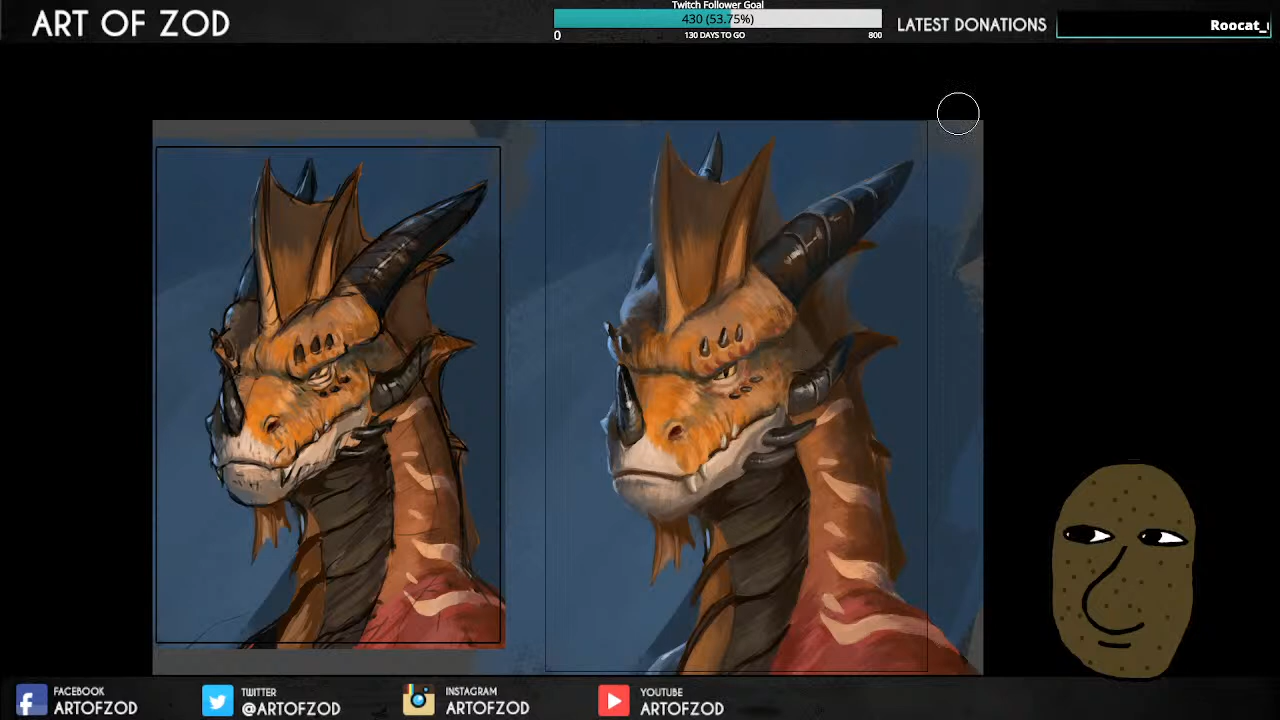 ART OF ZOD
Twitch Follower Goal
430 (53.75%)
0
130 DAYS TO GO
800
LATEST DONATIONS
Roocat_
FACEBOOK
ARTOFZOD
TWITTER
@ARTOFZOD
INSTAGRAM
ARTOFZOD
YOUTUBE
ARTOFZOD